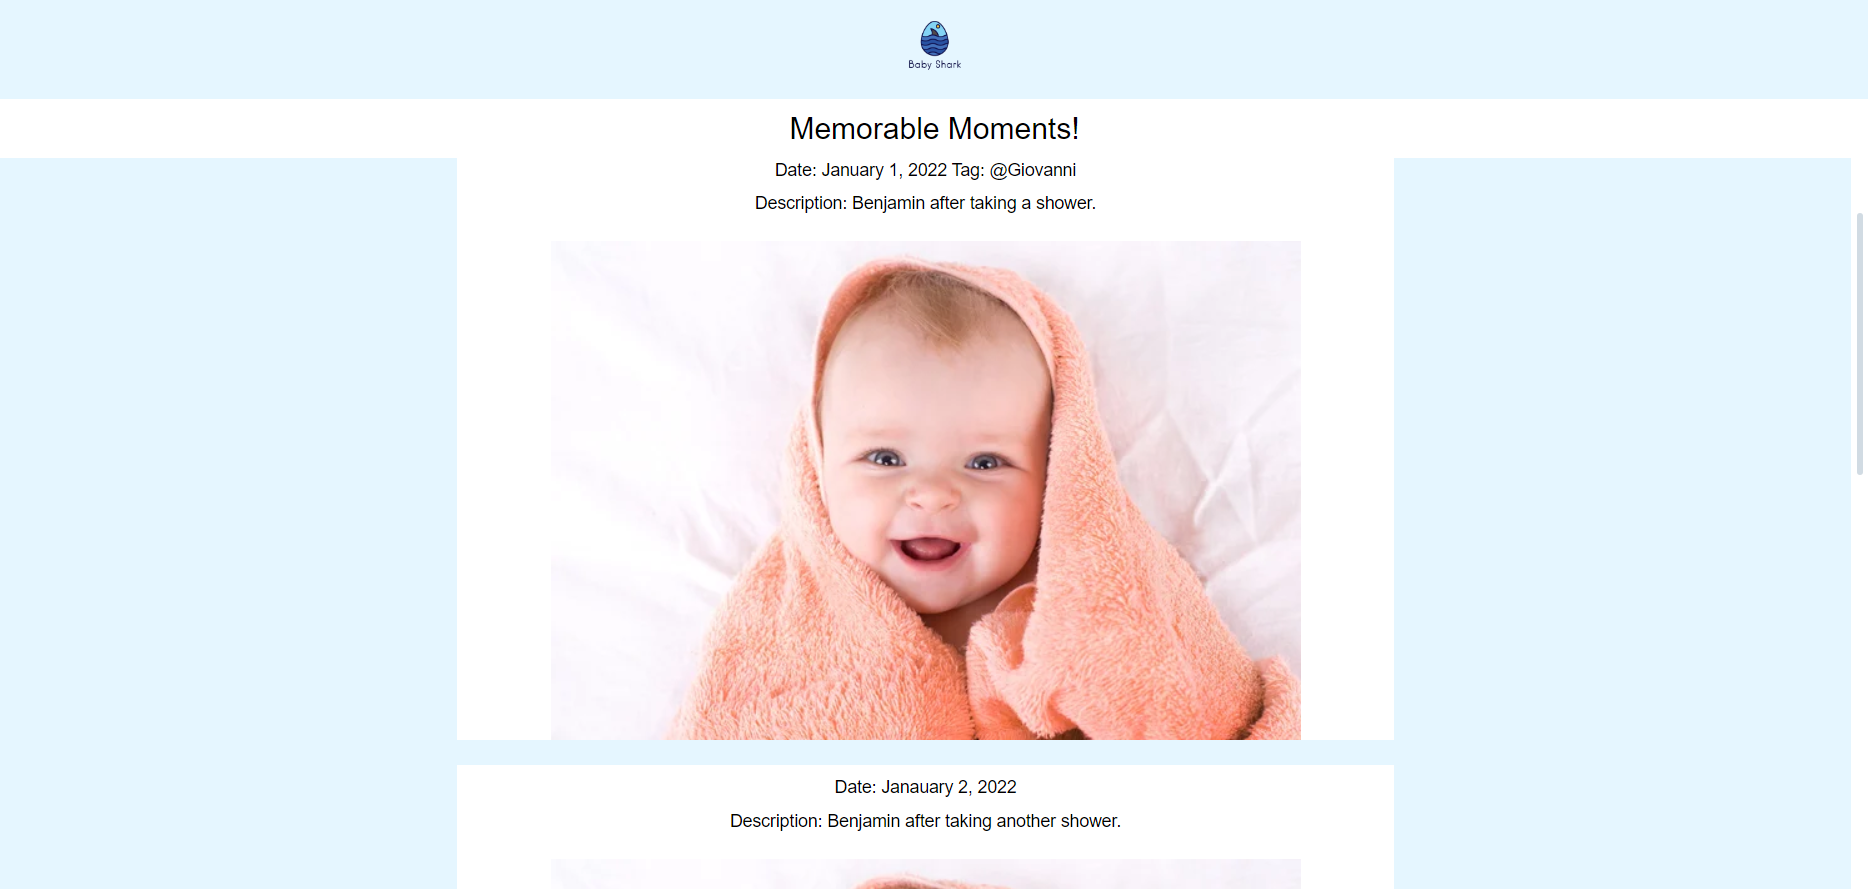 Baby Shark
Memorable Moments!
Date: January 1, 2022 Tag: @Giovanni
Description: Benjamin after taking a shower.
Date: Janauary 2, 2022
Description: Benjamin after taking another shower.